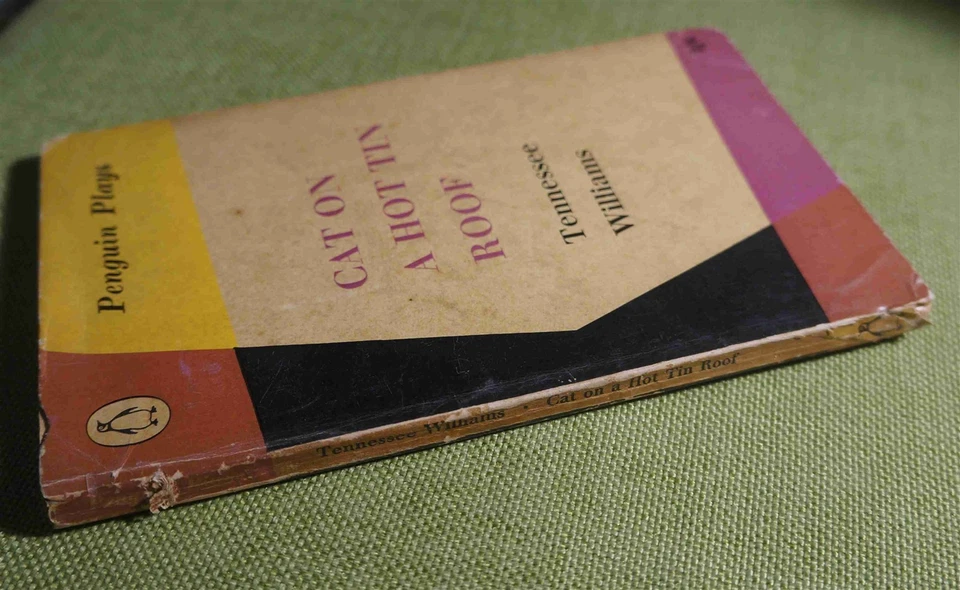 Penguin Plays
CAT ON
A HOT TIN
ROOF
Tennessee
Williams
Tennessee Williams · Cat on a Hot Tin Roof